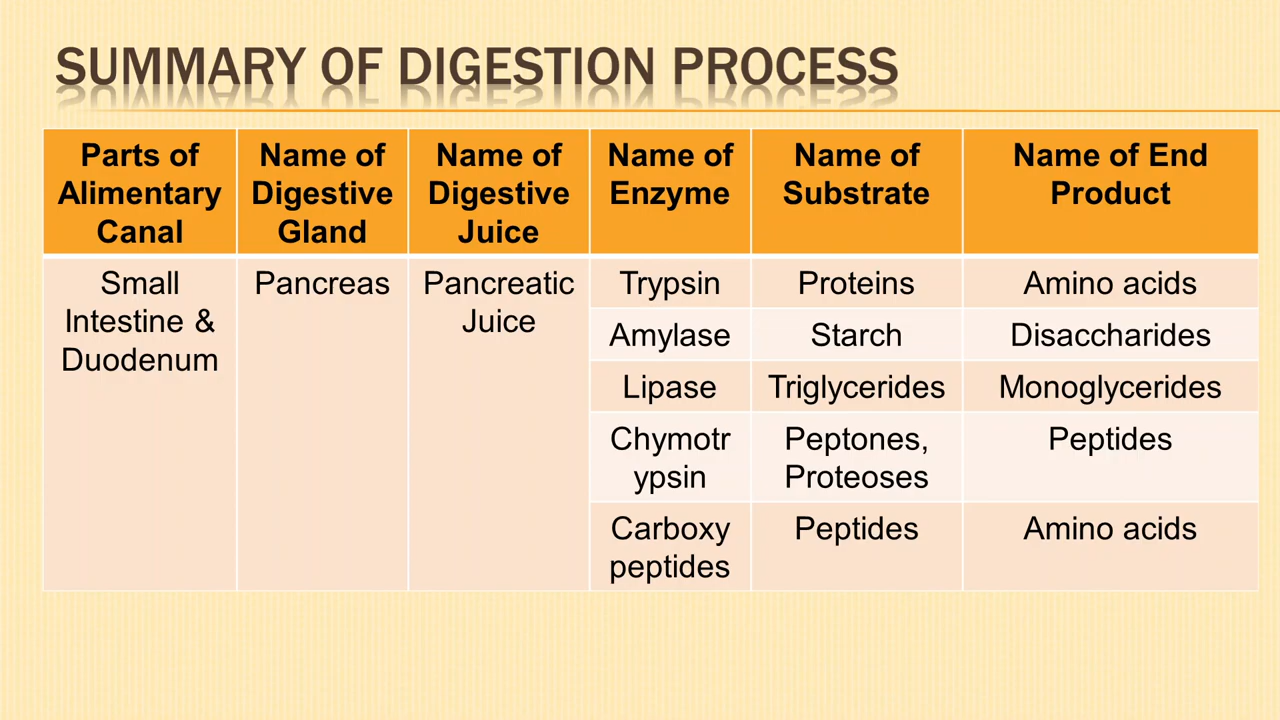 SUMMARY OF DIGESTION PROCESS
Parts of
Alimentary
Canal
Name of
Digestive
Gland
Name of
Digestive
Juice
Name of
Enzyme
Name of
Substrate
Name of End
Product
Small
Intestine &
Duodenum
Pancreas
Pancreatic
Juice
Trypsin
Proteins
Amino acids
Amylase
Starch
Disaccharides
Lipase
Triglycerides
Monoglycerides
Chymotr
ypsin
Peptones,
Proteoses
Peptides
Carboxy
peptides
Peptides
Amino acids